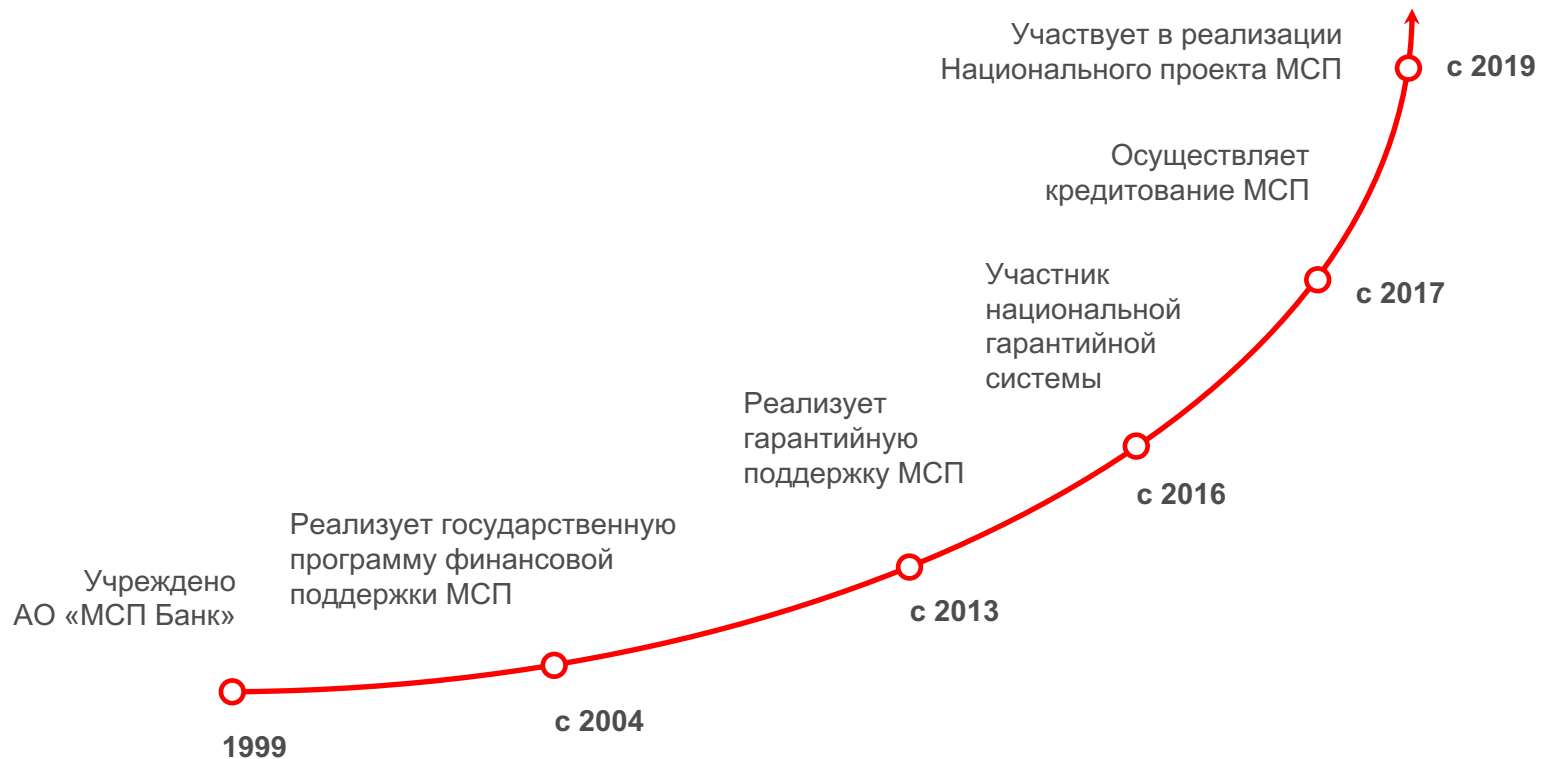 Участвует в реализации
Национального проекта МСП
с 2019
Осуществляет
кредитование МСП
с 2017
Участник
национальной
гарантийной
системы
с 2016
Реализует
гарантийную
поддержку МСП
с 2013
Реализует государственную
программу финансовой
поддержки МСП
с 2004
Учреждено
АО «МСП Банк»
1999